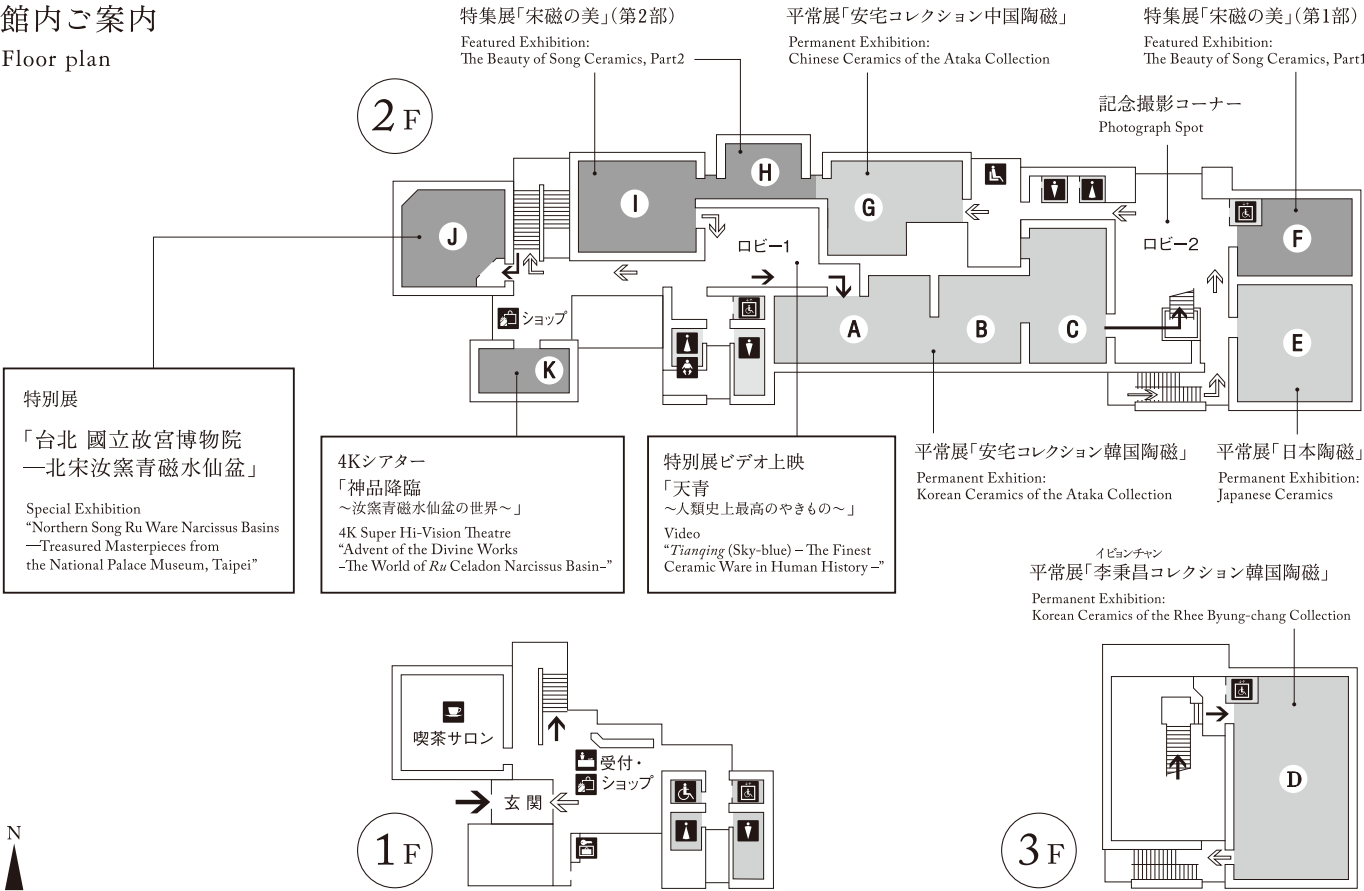 館内ご案内
Floor plan
2F
特集展「宋磁の美」（第2部）
Featured Exhibition:
The Beauty of Song Ceramics, Part2
平常展「安宅コレクション中国陶磁」
Permanent Exhibition:
Chinese Ceramics of the Ataka Collection
特集展「宋磁の美」（第1部）
Featured Exhibition:
The Beauty of Song Ceramics, Part1
記念撮影コーナー
Photograph Spot
J
I
H
G
F
ロビー1
ロビー2
A
B
C
E
ショップ
K
特別展
「台北 國立故宮博物院
—北宋汝窯青磁水仙盆」
Special Exhibition
“Northern Song Ru Ware Narcissus Basins
—Treasured Masterpieces from
the National Palace Museum, Taipei”
4Kシアター
「神品降臨
～汝窯青磁水仙盆の世界～」
4K Super Hi-Vision Theatre
“Advent of the Divine Works
–The World of Ru Celadon Narcissus Basin–”
特別展ビデオ上映
「天青
～人類史上最高のやきもの～」
Video
“Tianqing (Sky-blue) – The Finest
Ceramic Ware in Human History –”
平常展「安宅コレクション韓国陶磁」
Permanent Exhition:
Korean Ceramics of the Ataka Collection
平常展「日本陶磁」
Permanent Exhibition:
Japanese Ceramics
イビョンチャン
平常展「李秉昌コレクション韓国陶磁」
Permanent Exhibition:
Korean Ceramics of the Rhee Byung-chang Collection
喫茶サロン
受付・
ショップ
玄関
1F
3F
D
N